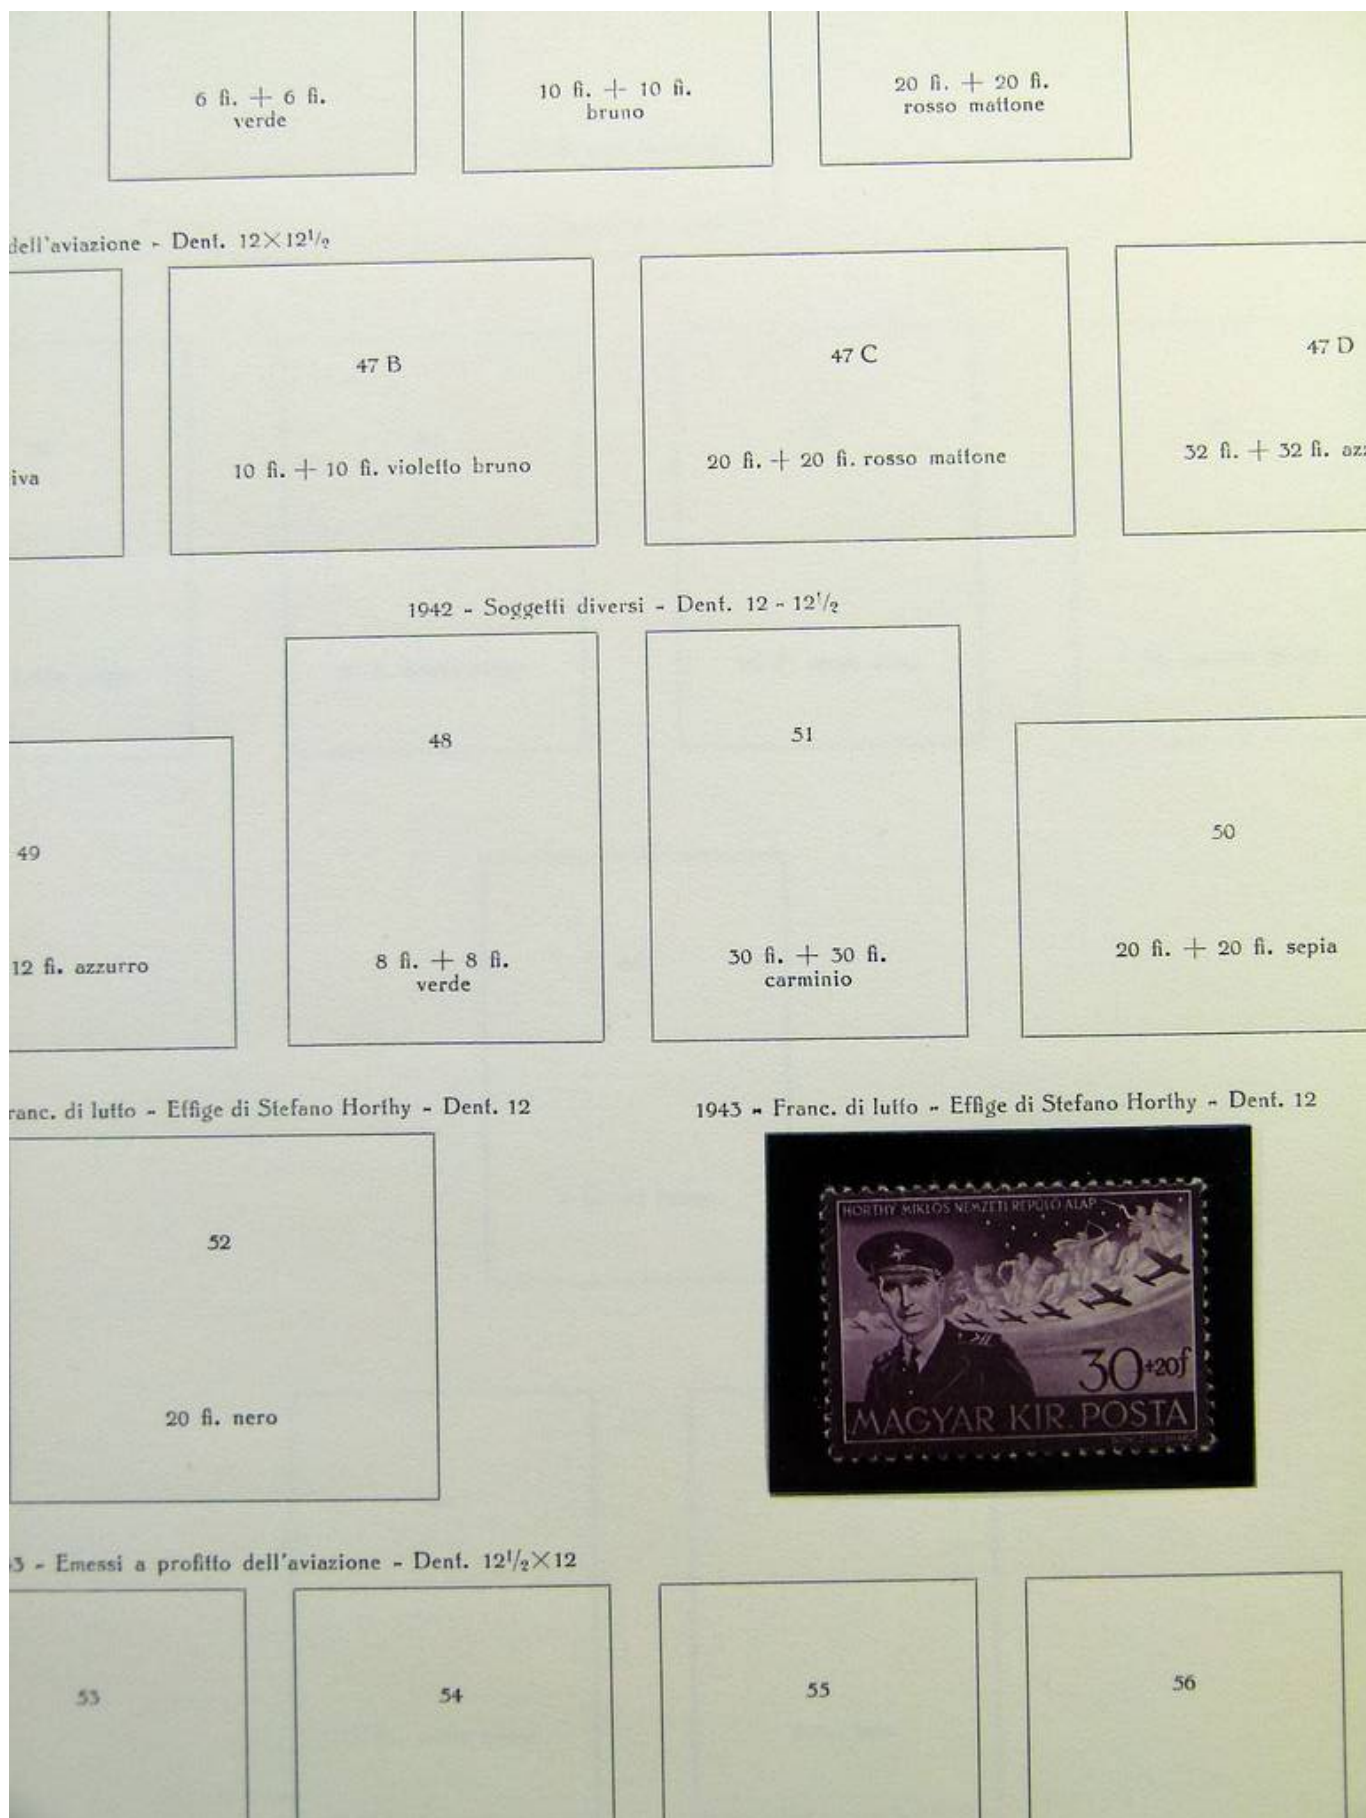 6 fi. + 6 fi.
verde
10 fi. + 10 fi.
bruno
20 fi. + 20 fi.
rosso mattone
dell'aviazione - Dent. 12×12½
iva
47 B
10 fi. + 10 fi. violetto bruno
47 C
20 fi. + 20 fi. rosso mattone
47 D
32 fi. + 32 fi. az
1942 - Soggetti diversi - Dent. 12 - 12½
49
12 fi. azzurro
48
8 fi. + 8 fi.
verde
51
30 fi. + 30 fi.
carminio
50
20 fi. + 20 fi. sepia
ranc. di lutto - Effige di Stefano Horthy - Dent. 12
52
20 fi. nero
1943 - Franc. di lutto - Effige di Stefano Horthy - Dent. 12
HORTHY MIKLÓS NEMZETI REPÜLŐ ALAP
30+20f
MAGYAR KIR. POSTA
3 - Emessi a profitto dell'aviazione - Dent. 12½×12
53
54
55
56